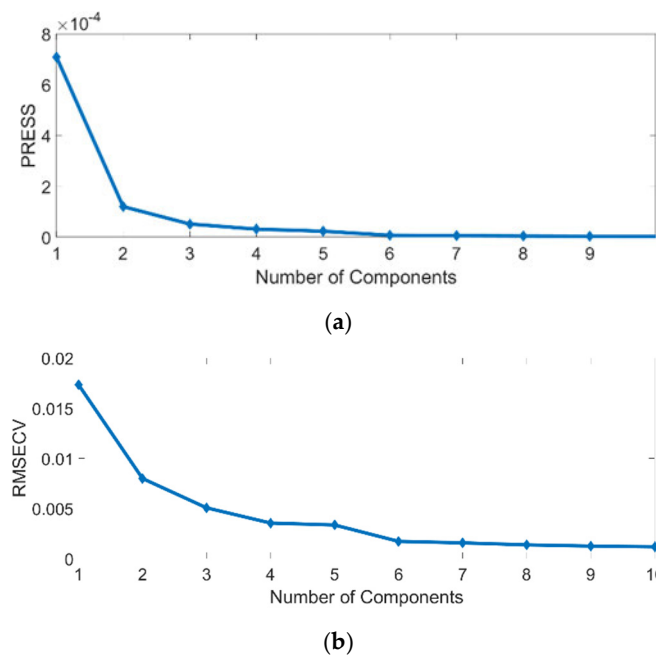 ×10⁻⁴
8
6
4
2
0
PRESS
1 2 3 4 5 6 7 8 9
Number of Components
(a)
0.02
0.015
0.01
0.005
0
RMSECV
1 2 3 4 5 6 7 8 9 10
Number of Components
(b)